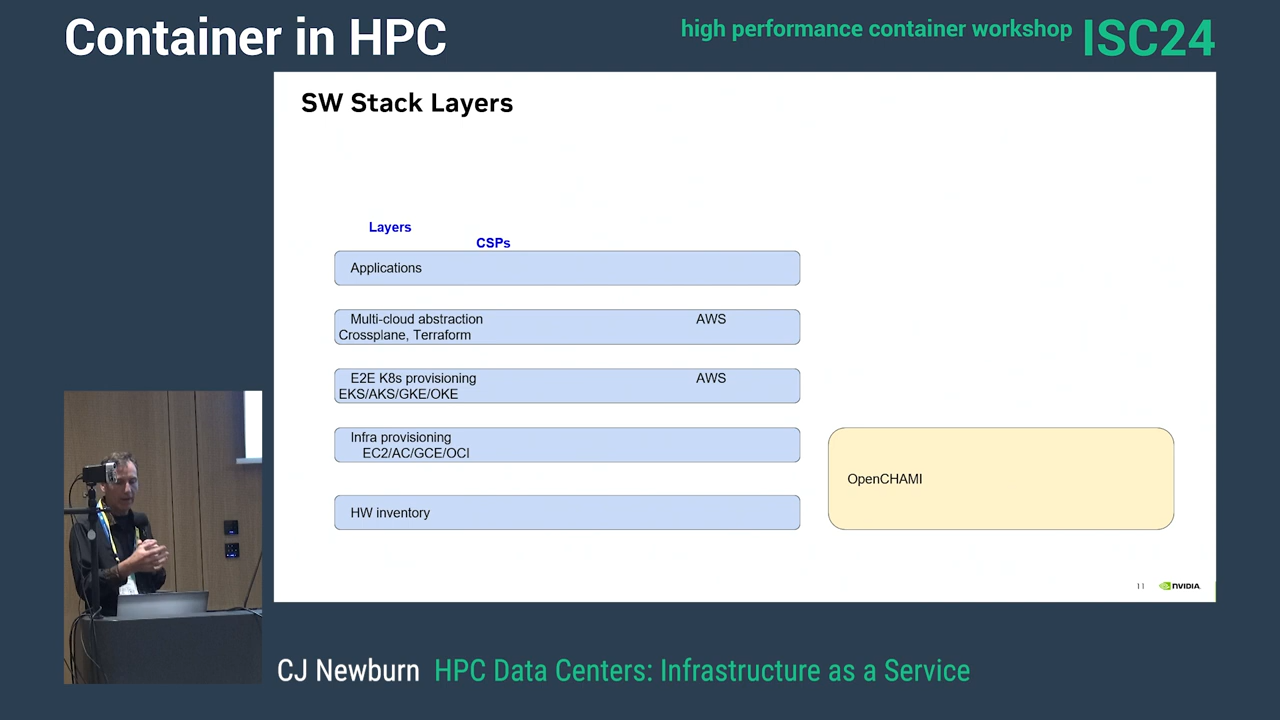 Container in HPC
high performance container workshop ISC24
SW Stack Layers
Layers
CSPs
Applications
Multi-cloud abstraction AWS
Crossplane, Terraform
E2E K8s provisioning AWS
EKS/AKS/GKE/OKE
Infra provisioning
EC2/AC/GCE/OCI
OpenCHAMI
HW inventory
11 NVIDIA
CJ Newburn HPC Data Centers: Infrastructure as a Service